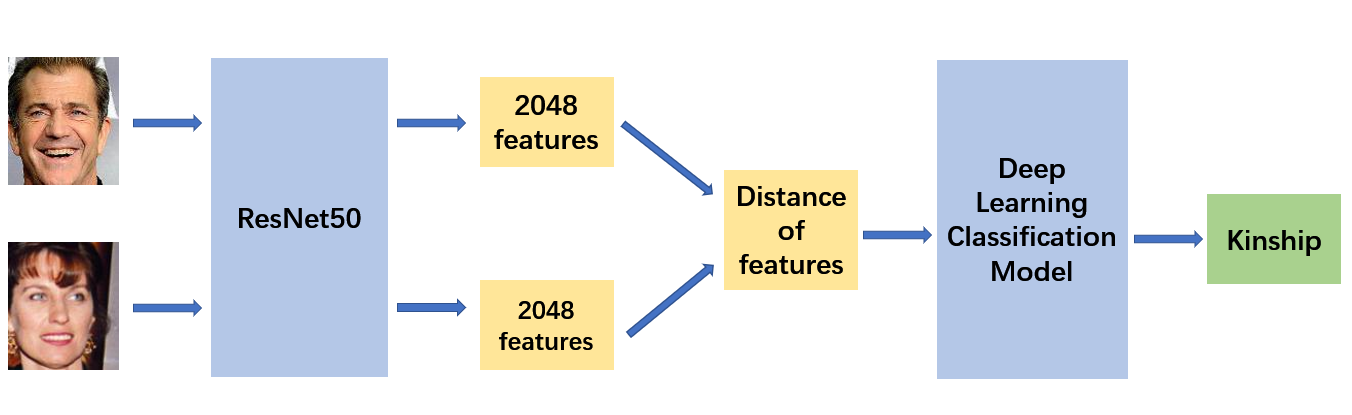 ResNet50
2048
features
2048
features
Distance
of
features
Deep
Learning
Classification
Model
Kinship